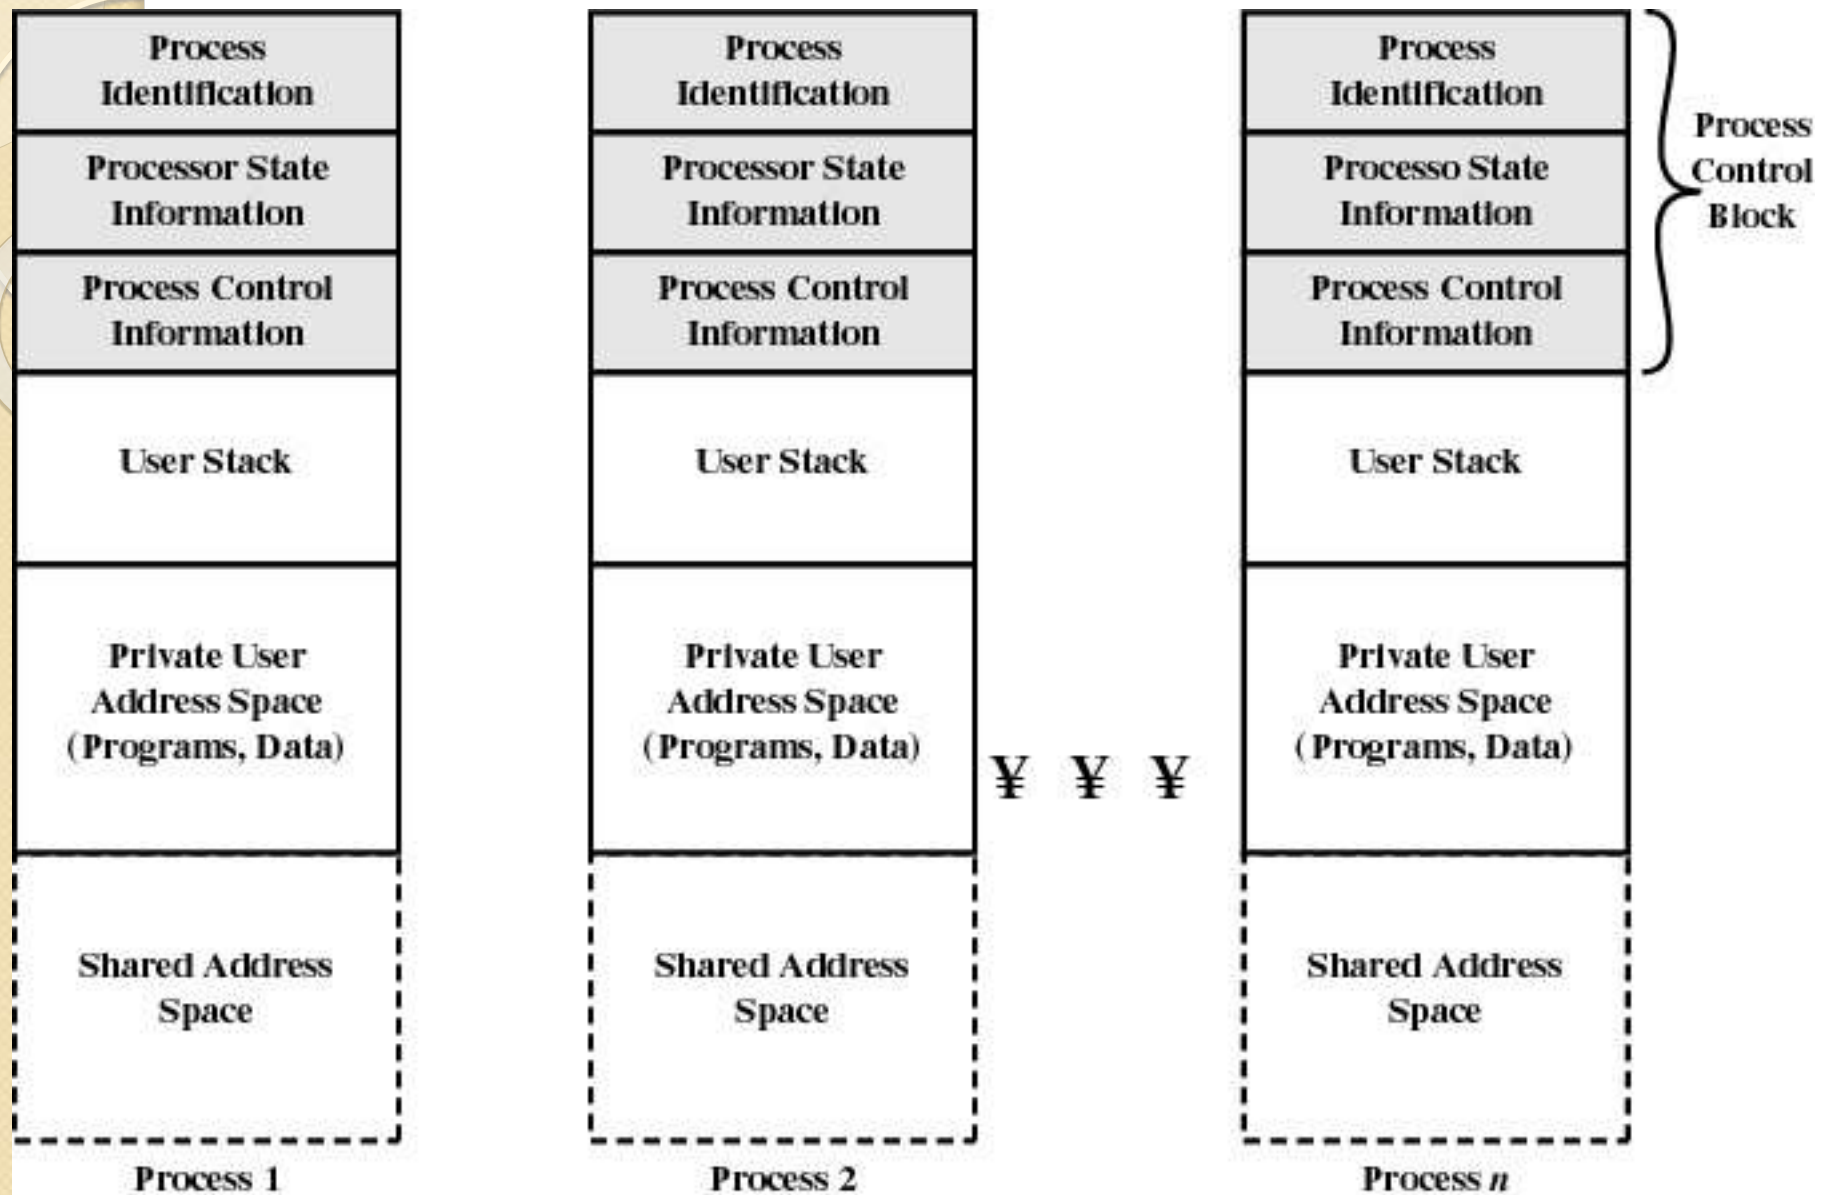 Process
Identification
Processor State
Information
Process Control
Information
User Stack
Private User
Address Space
(Programs, Data)
Shared Address
Space
Process 1
Process
Identification
Processor State
Information
Process Control
Information
User Stack
Private User
Address Space
(Programs, Data)
Shared Address
Space
Process 2
¥ ¥ ¥
Process
Identification
Processo State
Information
Process Control
Information
User Stack
Private User
Address Space
(Programs, Data)
Shared Address
Space
Process n
Process
Control
Block